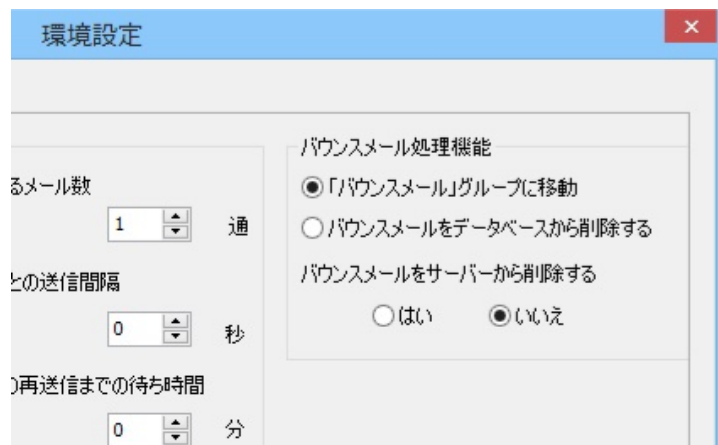 環境設定
るメール数
1 通
との送信間隔
0 秒
再送信までの待ち時間
0 分
バウンスメール処理機能
「バウンスメール」グループに移動
バウンスメールをデータベースから削除する
バウンスメールをサーバーから削除する
はい いいえ